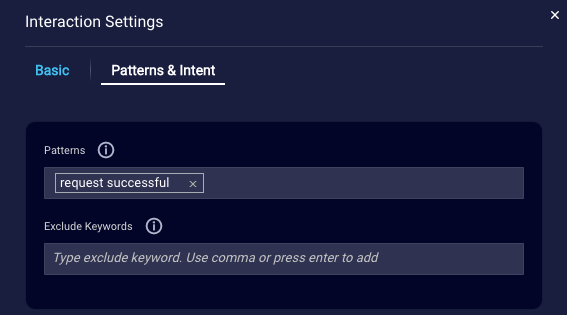 Interaction Settings
Basic
Patterns & Intent
Patterns
request successful
Exclude Keywords
Type exclude keyword. Use comma or press enter to add